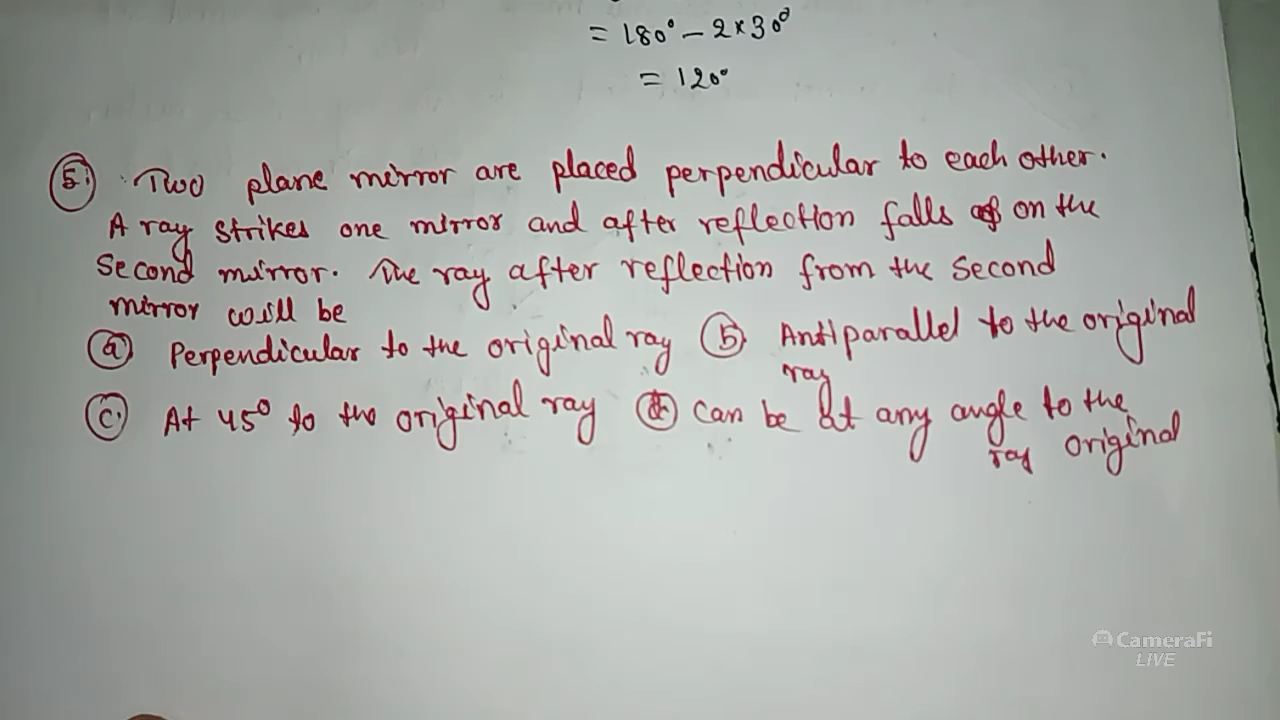 = 180° - 2 × 30°
= 120°
5. Two plane mirror are placed perpendicular to each other.
A ray strikes one mirror and after reflection falls on the
second mirror. The ray after reflection from the second
mirror will be
(a) Perpendicular to the original ray (b) Antiparallel to the original
ray
(c) At 45° to the original ray (d) can be at any angle to the
ray original
CameraFi
LIVE